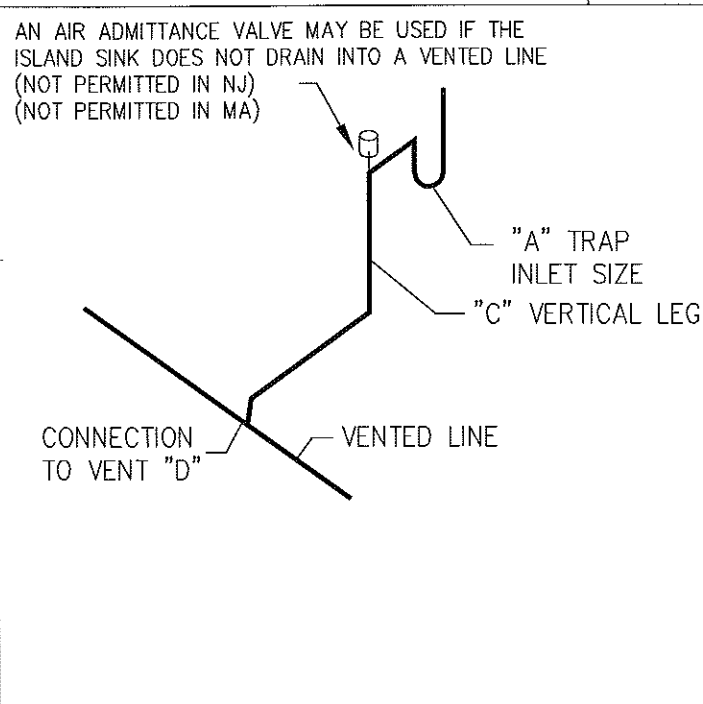 AN AIR ADMITTANCE VALVE MAY BE USED IF THE
ISLAND SINK DOES NOT DRAIN INTO A VENTED LINE
(NOT PERMITTED IN NJ)
(NOT PERMITTED IN MA)
"A" TRAP
INLET SIZE
"C" VERTICAL LEG
CONNECTION
TO VENT "D"
VENTED LINE